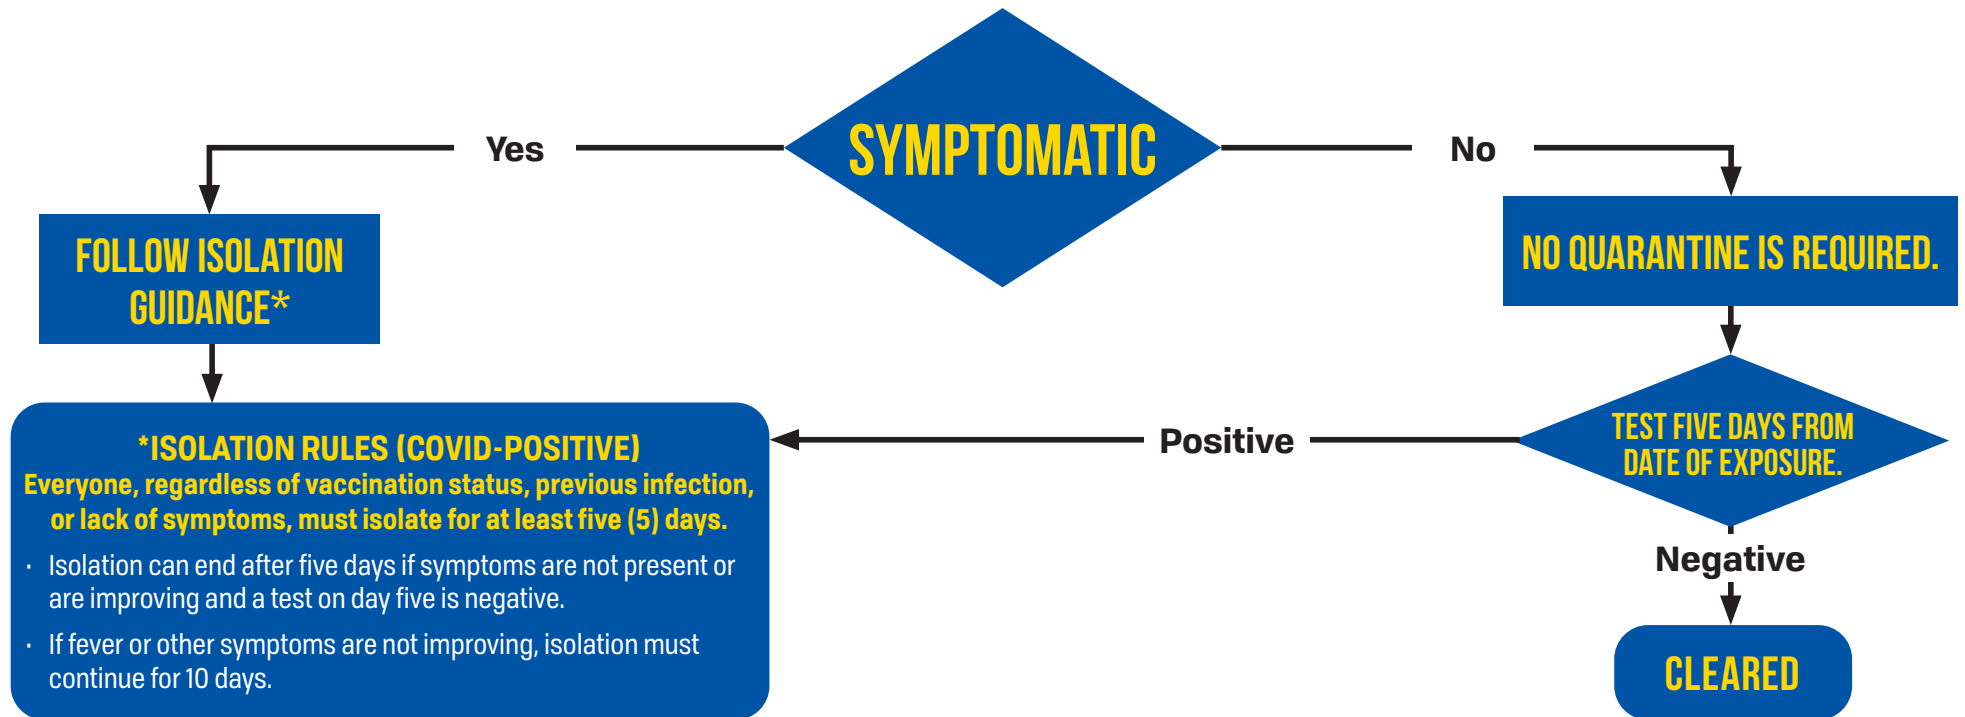 SYMPTOMATIC
Yes
No
FOLLOW ISOLATION
GUIDANCE*
NO QUARANTINE IS REQUIRED.
TEST FIVE DAYS FROM
DATE OF EXPOSURE.
Positive
*ISOLATION RULES (COVID-POSITIVE)
Everyone, regardless of vaccination status, previous infection,
or lack of symptoms, must isolate for at least five (5) days.
· Isolation can end after five days if symptoms are not present or
are improving and a test on day five is negative.
· If fever or other symptoms are not improving, isolation must
continue for 10 days.
Negative
CLEARED